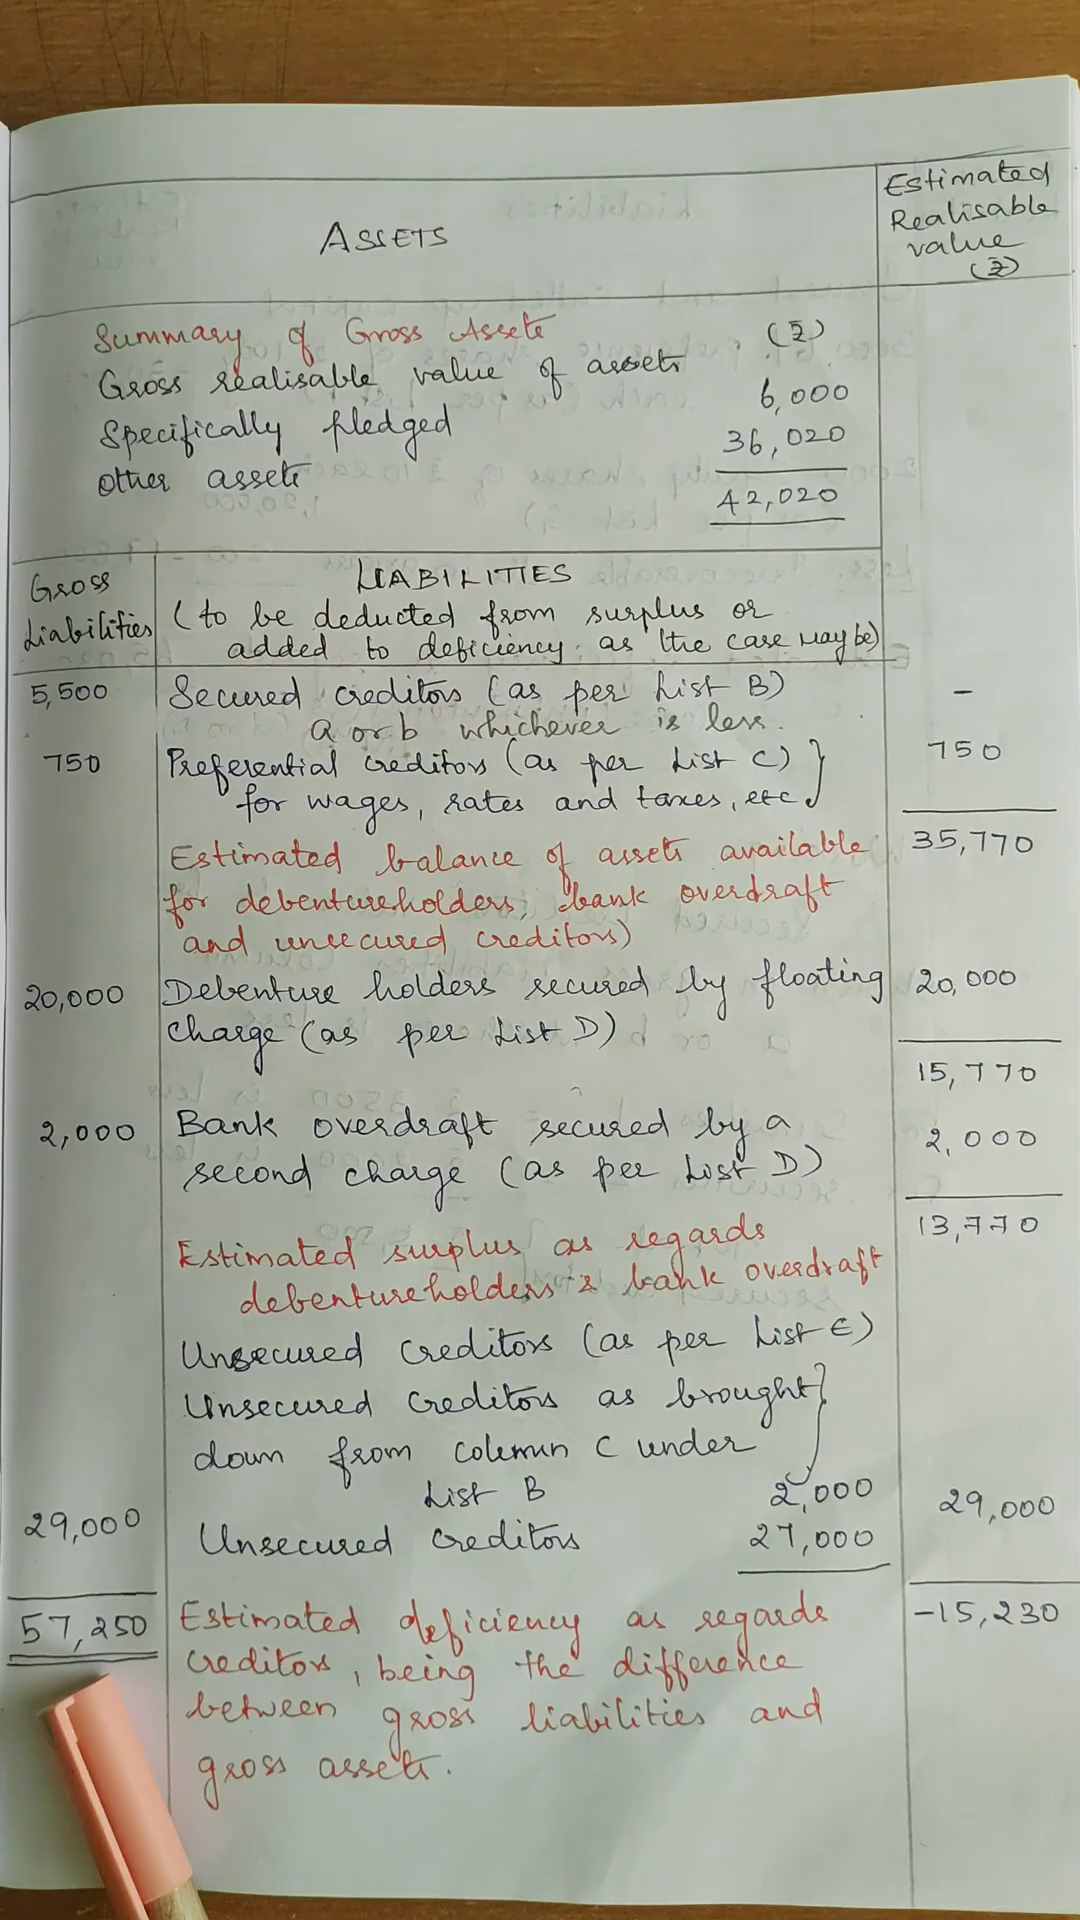 ASSETS
Estimated
Realisable
value
(₹)
Summary of Gross Assets (₹)
Gross realisable value of assets
Specifically pledged 6,000
other assets 36,020
42,020
Gross
Liabilities
LIABILITIES
(to be deducted from surplus or
added to deficiency as the case may be)
5,500 Secured creditors (as per List B) -
a or b whichever is less.
750 Preferential creditors (as per List C) } 750
for wages, rates and taxes, etc
Estimated balance of assets available 35,770
for debentureholders, bank overdraft
and unsecured creditors)
20,000 Debenture holders secured by floating 20,000
charge (as per List D)
15,770
2,000 Bank overdraft secured by a 2,000
second charge (as per List D)
13,770
Estimated surplus as regards
debentureholders & bank overdraft
Unsecured creditors (as per List E)
Unsecured creditors as brought }
down from column C under
List B 2,000 29,000
29,000 Unsecured creditors 27,000
57,250 Estimated deficiency as regards -15,230
creditors, being the difference
between gross liabilities and
gross assets.